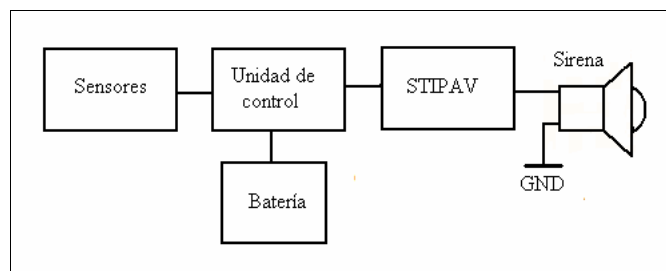 Sensores
Unidad de
control
STIPAV
Sirena
Batería
GND